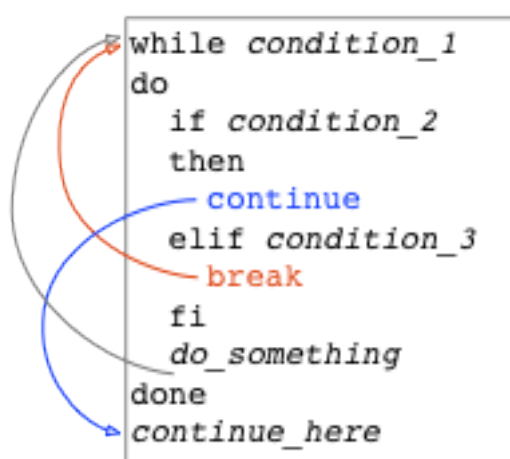 while condition_1
do
if condition_2
then
continue
elif condition_3
break
fi
do_something
done
continue_here